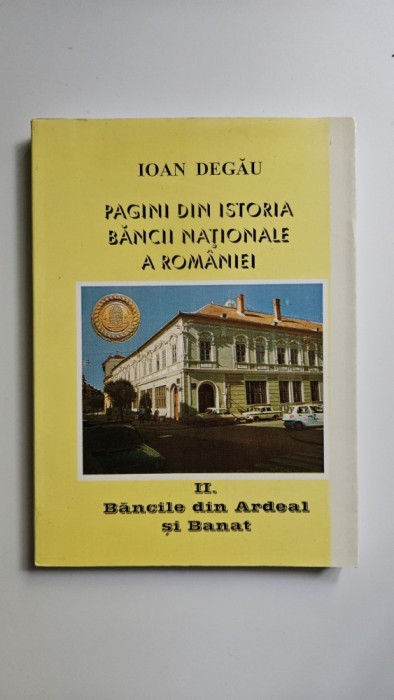 IOAN DEGĂU
PAGINI DIN ISTORIA
BĂNCII NAȚIONALE
A ROMÂNIEI
II.
Băncile din Ardeal
și Banat